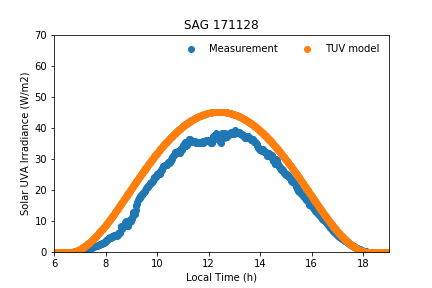 SAG 171128
Measurement
TUV model
Solar UVA Irradiance (W/m2)
70
60
50
40
30
20
10
0
6 8 10 12 14 16 18
Local Time (h)